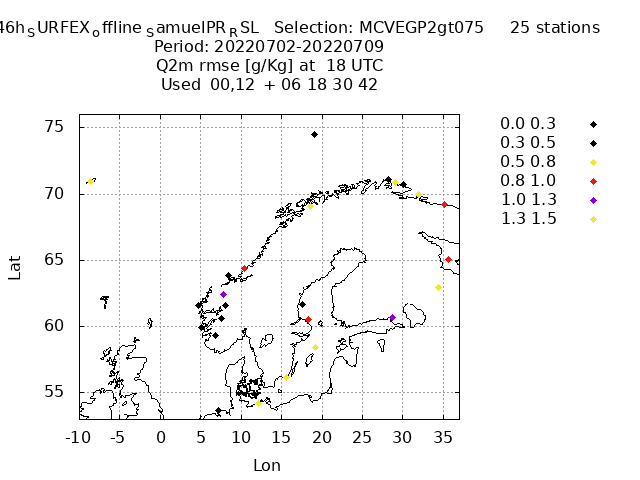 46h SURFEX offline SamuelPR RSL Selection: MCVEGP2gt075 25 stations
Period: 20220702-20220709
Q2m rmse [g/Kg] at 18 UTC
Used 00,12 + 06 18 30 42
0.0 0.3
0.3 0.5
0.5 0.8
0.8 1.0
1.0 1.3
1.3 1.5
75
70
65
60
55
Lat
-10 -5 0 5 10 15 20 25 30 35
Lon